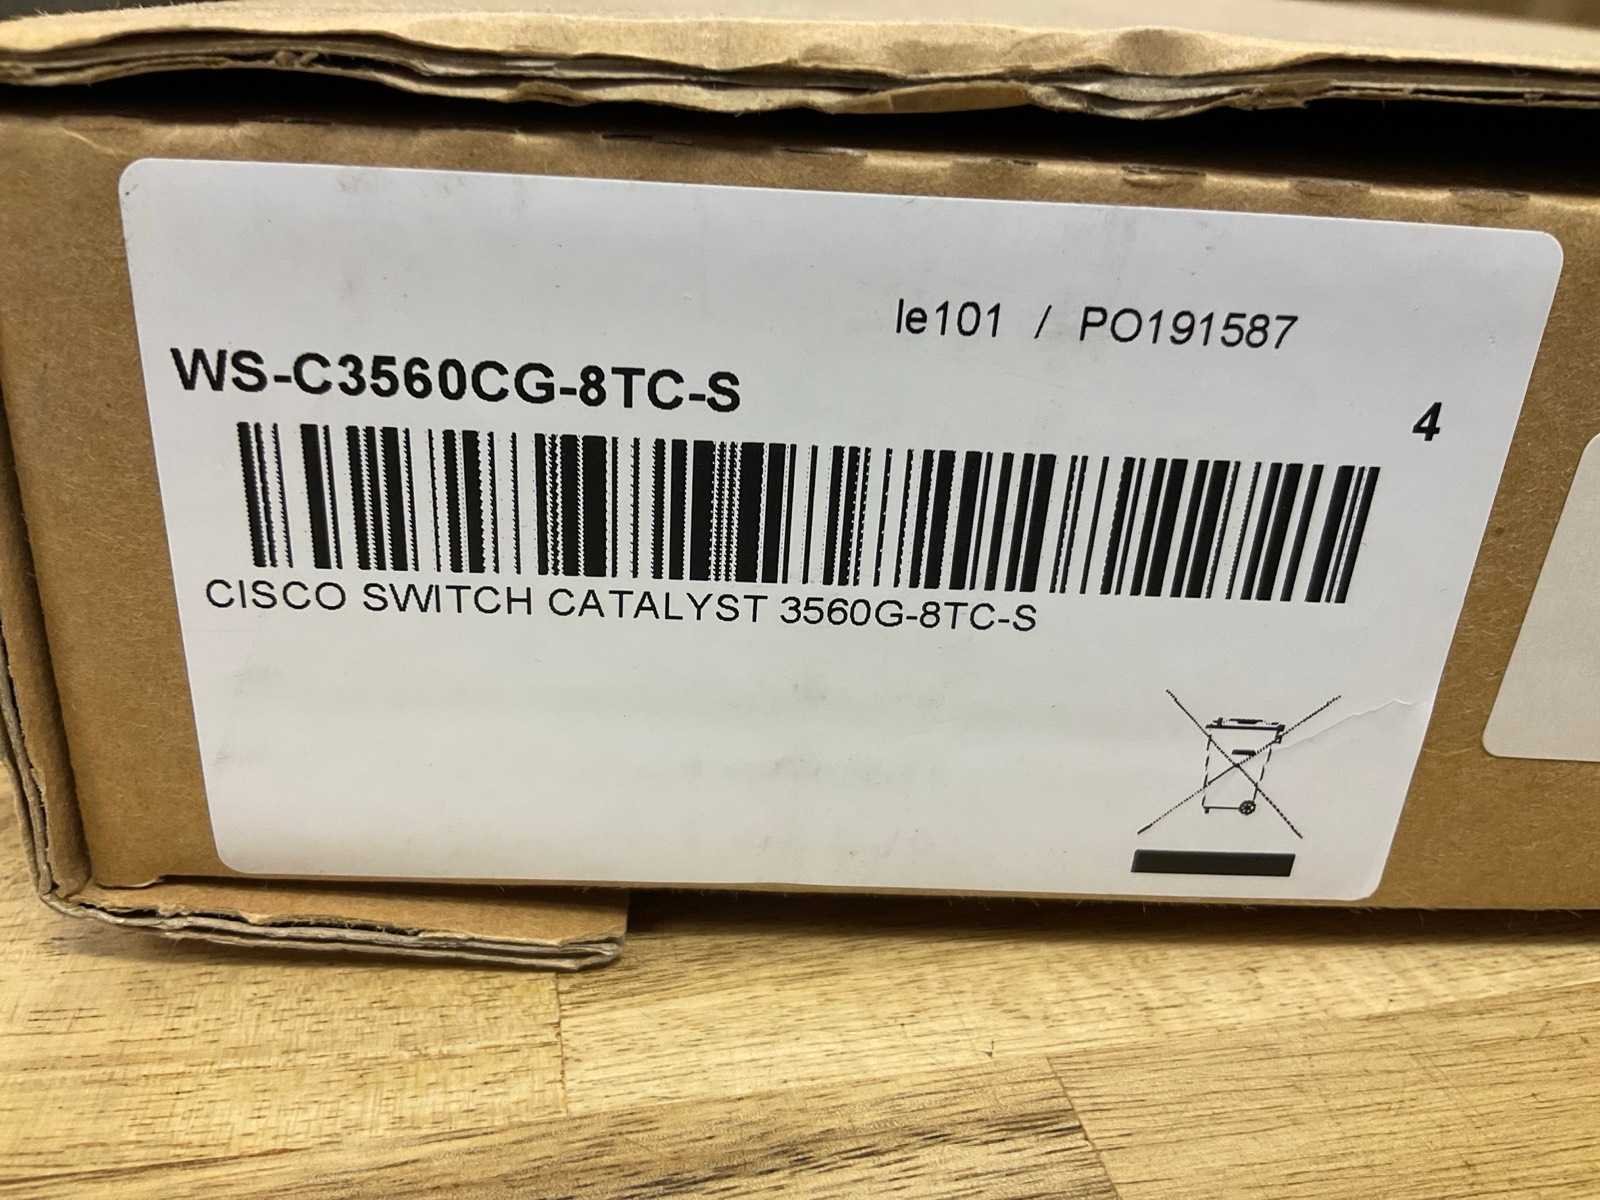 le101 / PO191587
WS-C3560CG-8TC-S
4
CISCO SWITCH CATALYST 3560G-8TC-S